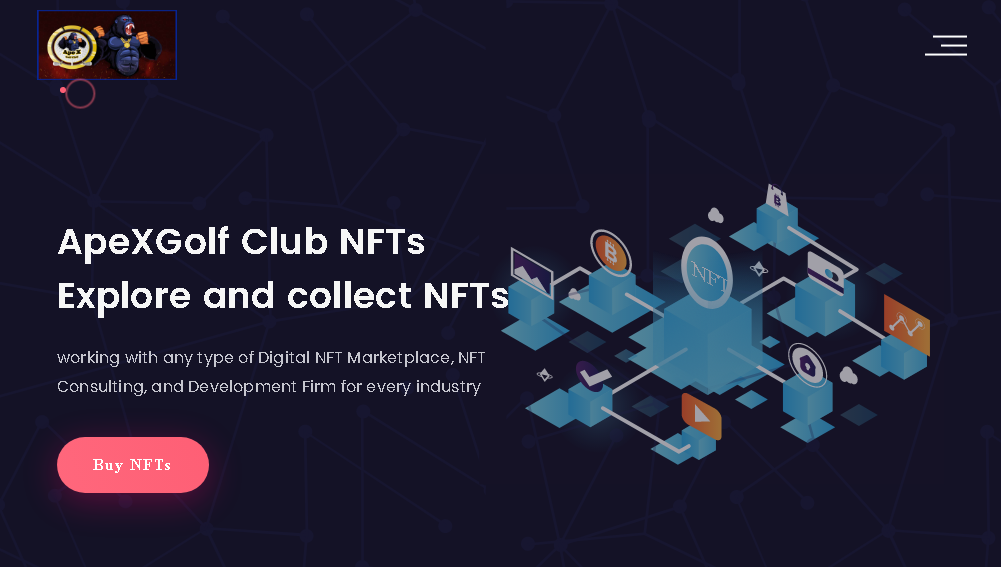 ApeX
ApeXGolf Club NFTs
Explore and collect NFTs
working with any type of Digital NFT Marketplace, NFT
Consulting, and Development Firm for every industry
Buy NFTs
NFT